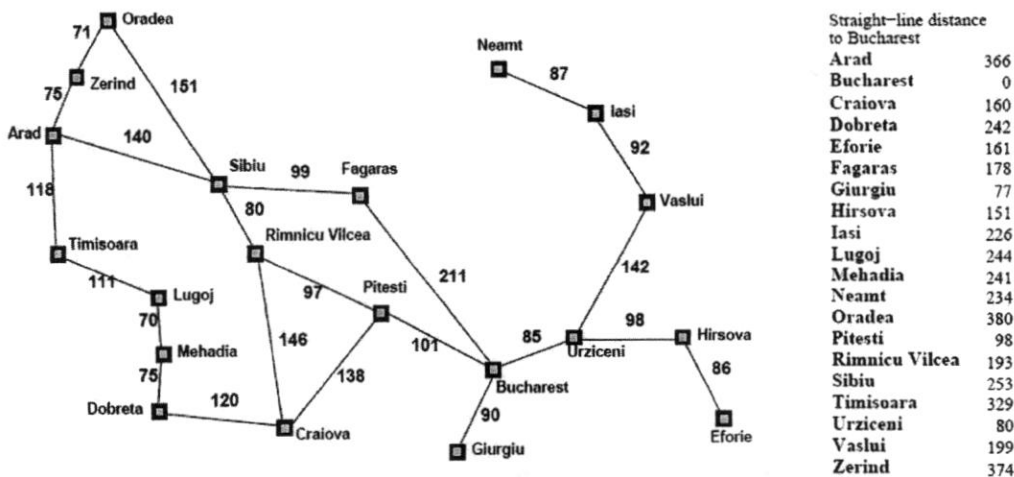 Oradea
71
Neamt
87
Zerind
151
75
Iasi
Arad
140
92
Sibiu
99
Fagaras
118
80
Vaslui
Timisoara
Rimnicu Vilcea
211
142
111
Lugoj
97
Pitesti
70
146
85
98
Hirsova
Mehadia
101
Urziceni
138
86
75
Bucharest
Dobreta
120
90
Craiova
Giurgiu
Eforie
Straight-line distance
to Bucharest
Arad 366
Bucharest 0
Craiova 160
Dobreta 242
Eforie 161
Fagaras 178
Giurgiu 77
Hirsova 151
Iasi 226
Lugoj 244
Mehadia 241
Neamt 234
Oradea 380
Pitesti 98
Rimnicu Vilcea 193
Sibiu 253
Timisoara 329
Urziceni 80
Vaslui 199
Zerind 374